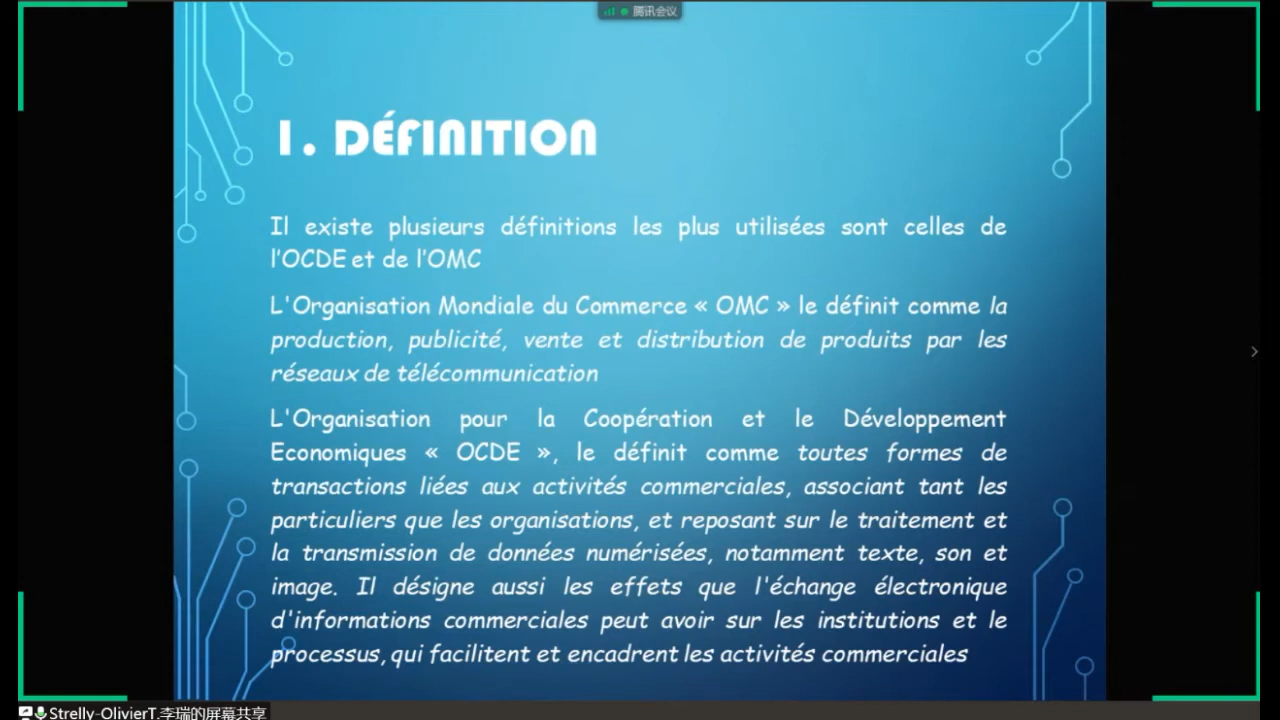 腾讯会议
1. DÉFINITION
Il existe plusieurs définitions les plus utilisées sont celles de
l'OCDE et de l'OMC
L'Organisation Mondiale du Commerce « OMC » le définit comme la
production, publicité, vente et distribution de produits par les
réseaux de télécommunication
L'Organisation pour la Coopération et le Développement
Economiques « OCDE », le définit comme toutes formes de
transactions liées aux activités commerciales, associant tant les
particuliers que les organisations, et reposant sur le traitement et
la transmission de données numérisées, notamment texte, son et
image. Il désigne aussi les effets que l'échange électronique
d'informations commerciales peut avoir sur les institutions et le
processus, qui facilitent et encadrent les activités commerciales
Strelly-OlivierT.李瑞的屏幕共享